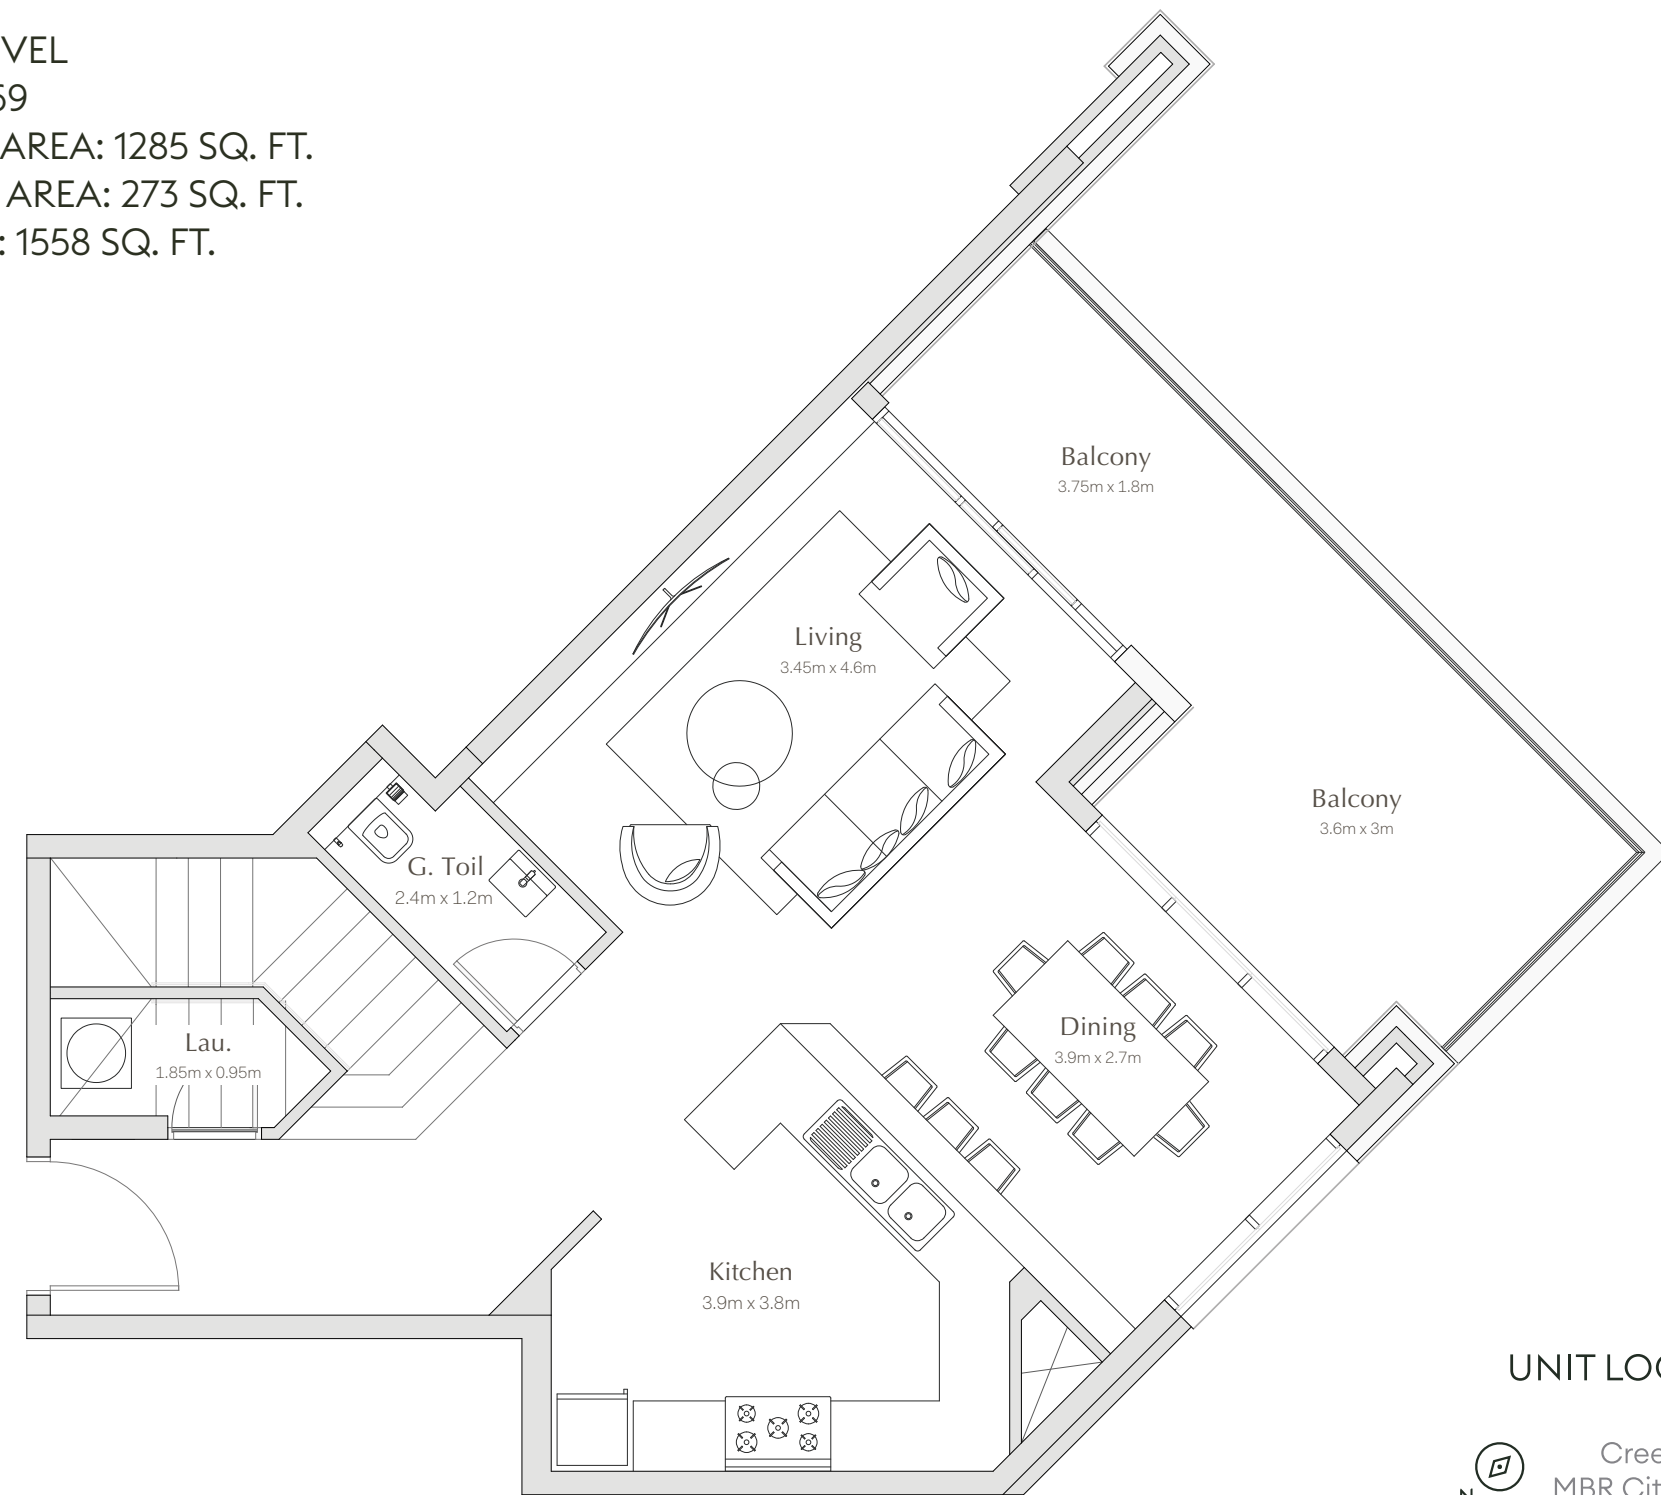 VEL
59
AREA: 1285 SQ. FT.
AREA: 273 SQ. FT.
: 1558 SQ. FT.
Balcony
3.75m x 1.8m
Living
3.45m x 4.6m
Balcony
3.6m x 3m
G. Toil
2.4m x 1.2m
Dining
3.9m x 2.7m
Lau.
1.85m x 0.95m
Kitchen
3.9m x 3.8m
UNIT LOC
Cree
MBR Cit
N